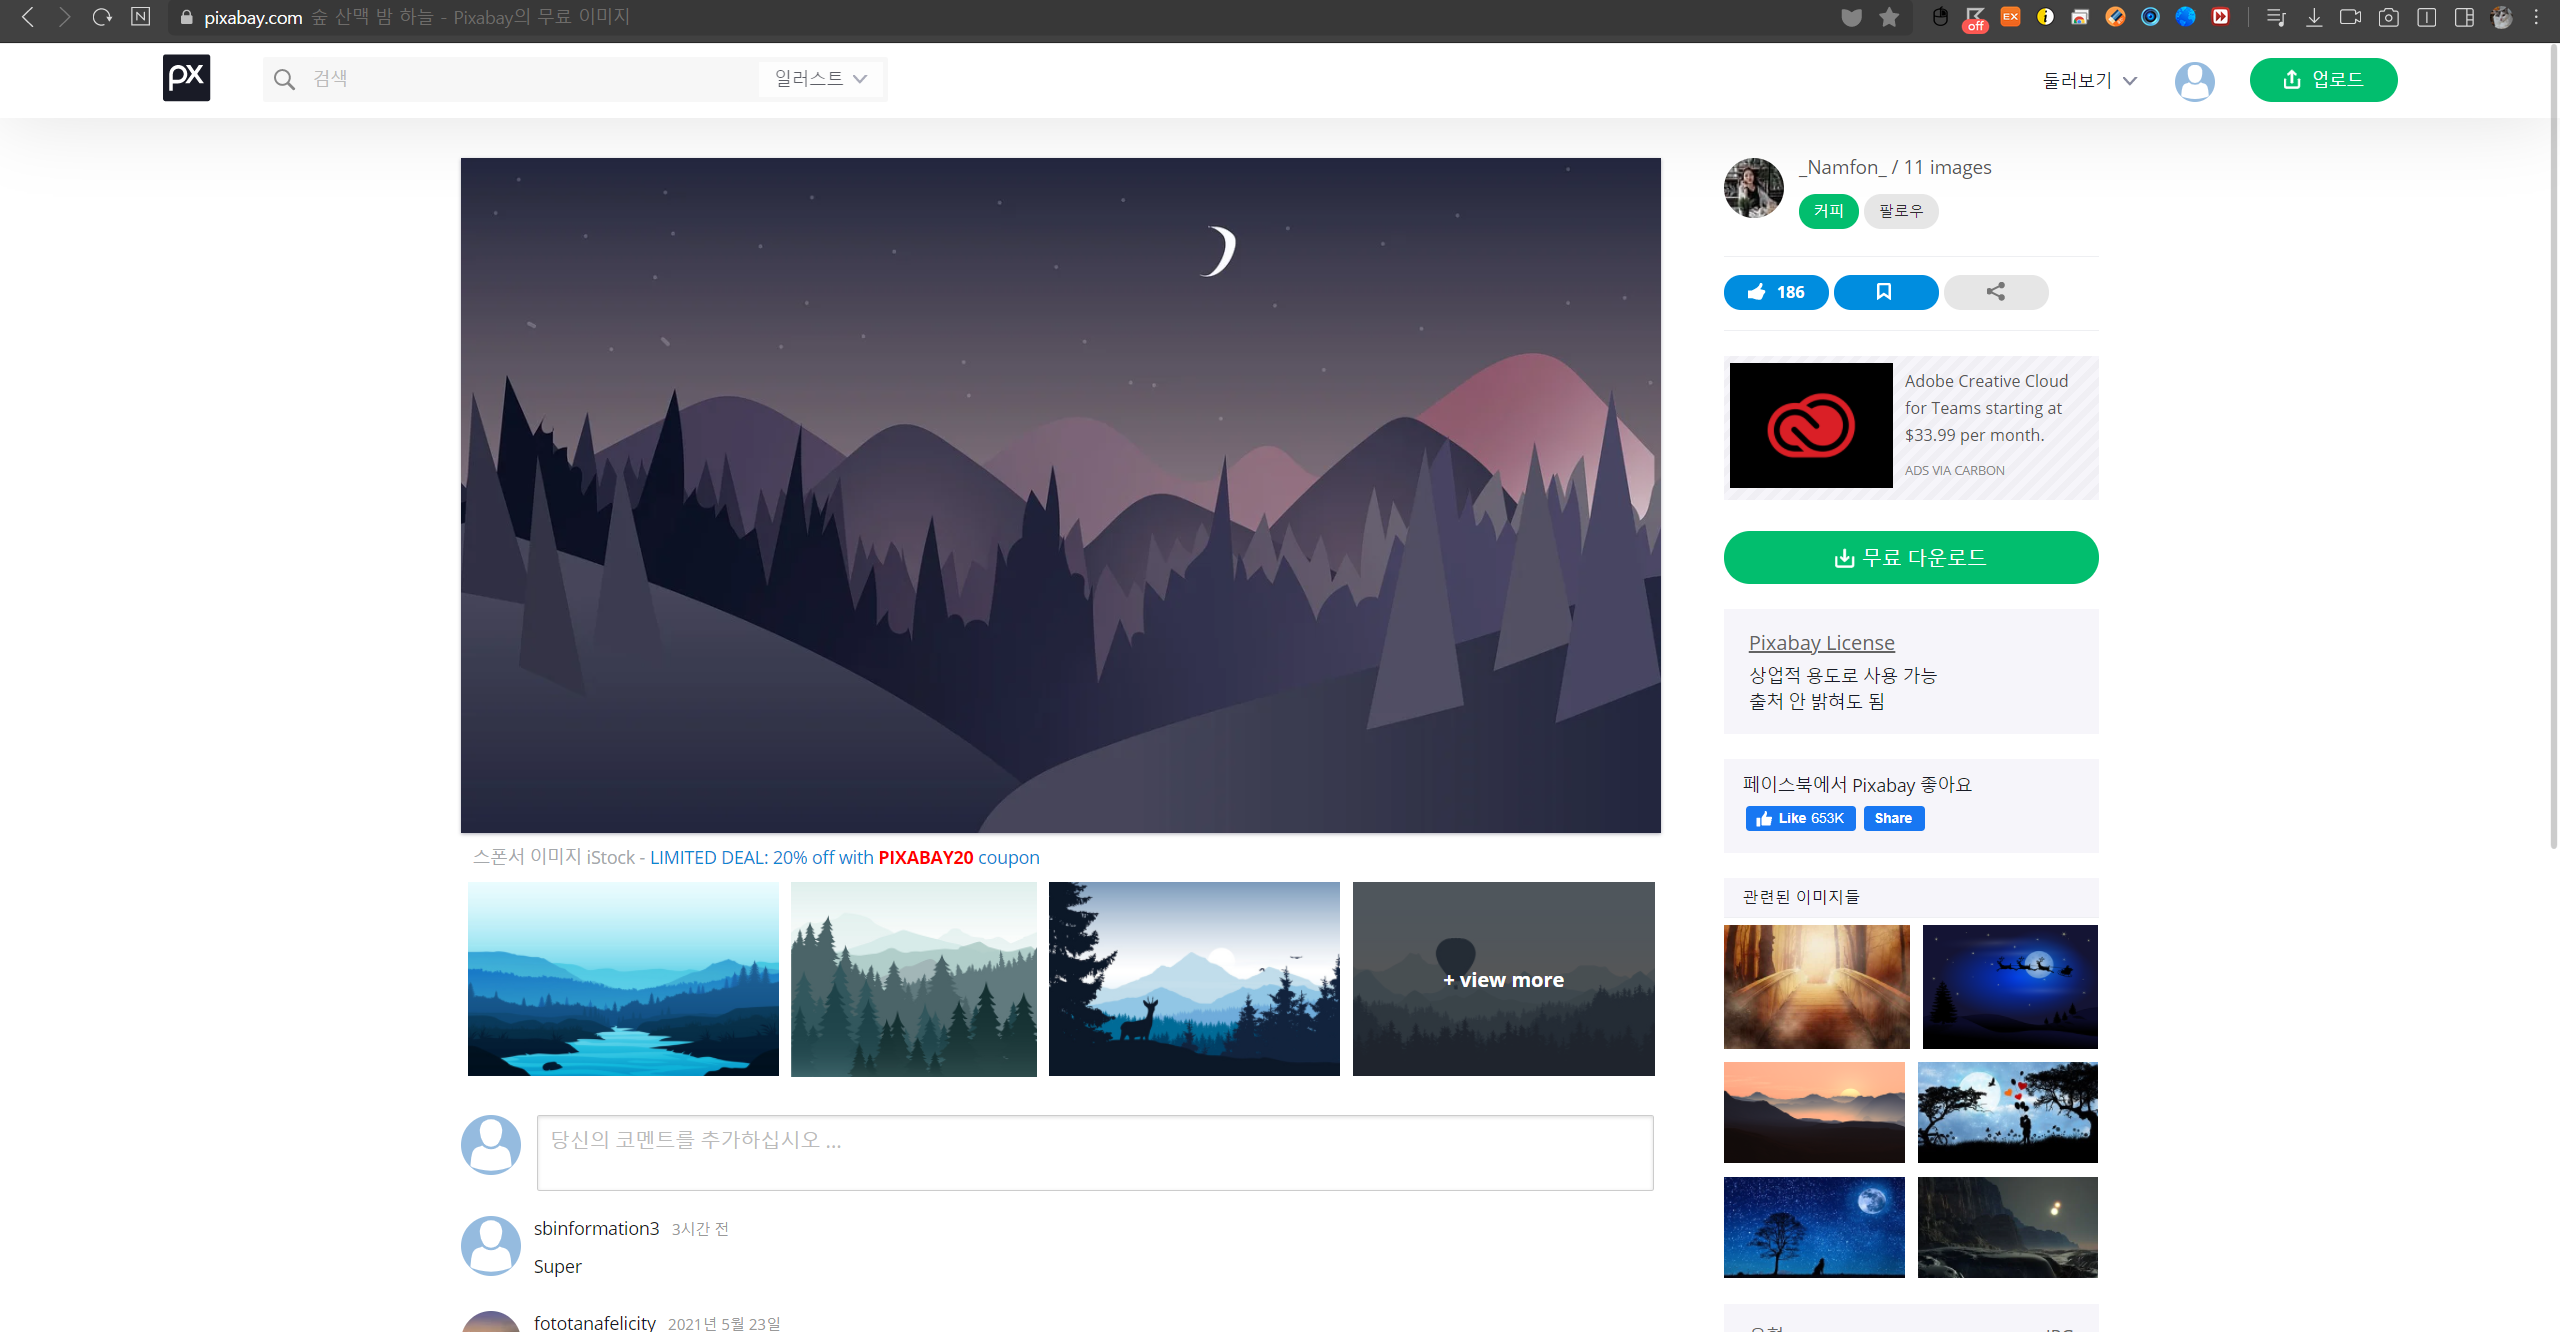 pixabay.com 숲 산맥 밤 하늘 - Pixabay의 무료 이미지
off
EX
px
검색
일러스트
둘러보기
업로드
_Namfon_ / 11 images
커피
팔로우
186
Adobe Creative Cloud
for Teams starting at
$33.99 per month.
ADS VIA CARBON
무료 다운로드
Pixabay License
상업적 용도로 사용 가능
출처 안 밝혀도 됨
페이스북에서 Pixabay 좋아요
Like 653K
Share
관련된 이미지들
스폰서 이미지 iStock - LIMITED DEAL: 20% off with PIXABAY20 coupon
+ view more
당신의 코멘트를 추가하십시오 ...
sbinformation3 3시간 전
Super
fototanafelicity 2021년 5월 23일